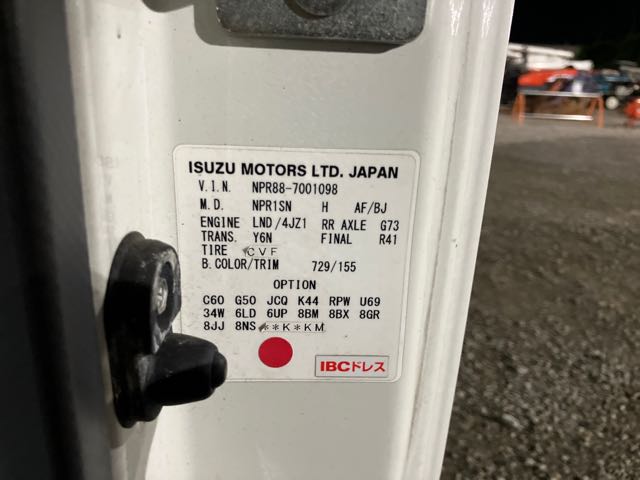 ISUZU MOTORS LTD. JAPAN
V.I.N. NPR88-7001098
M.D. NPR1SN H AF/BJ
ENGINE LND/4JZ1 RR AXLE G73
TRANS. Y6N FINAL R41
TIRE CVF
B.COLOR/TRIM 729/155
OPTION
C60 G50 JCQ K44 RPW U69
34W 6LD 6UP 8BM 8BX 8GR
8JJ 8NS **K*KM
IBCドレス